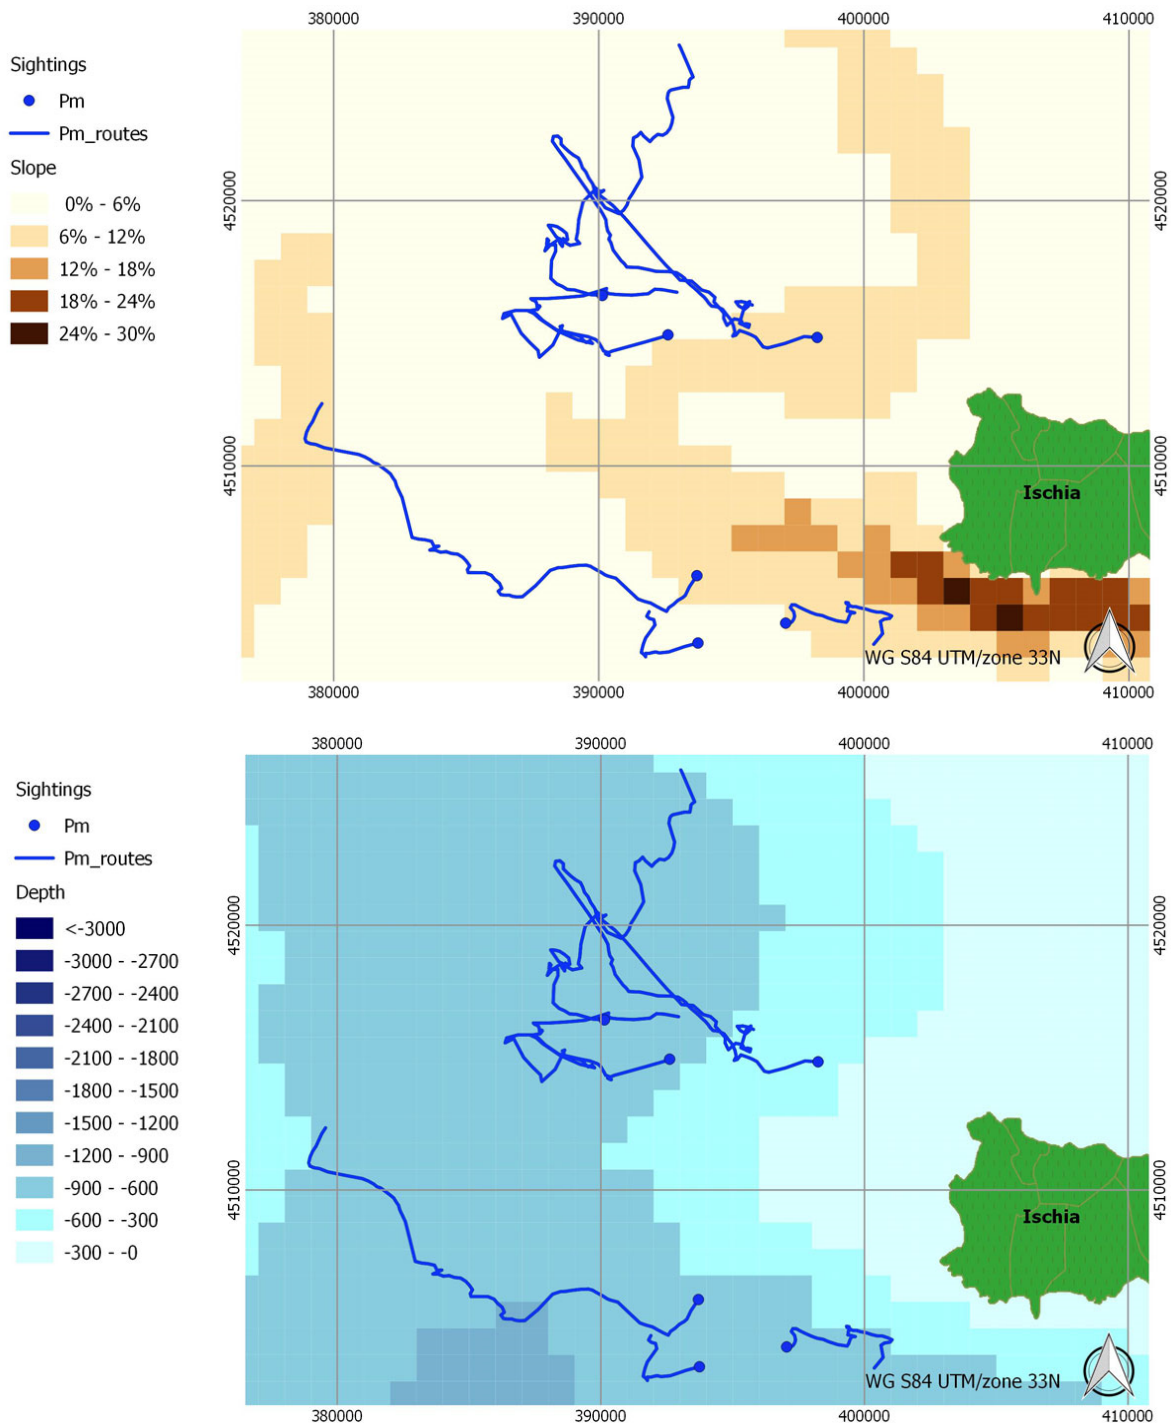 380000 390000 400000 410000
Sightings
Pm
Pm_routes
Slope
0% - 6%
6% - 12%
12% - 18%
18% - 24%
24% - 30%
4520000 4520000
4510000 4510000
Ischia
WG S84 UTM/zone 33N
380000 390000 400000 410000
380000 390000 400000 410000
Sightings
Pm
Pm_routes
Depth
<-3000
-3000 - -2700
-2700 - -2400
-2400 - -2100
-2100 - -1800
-1800 - -1500
-1500 - -1200
-1200 - -900
-900 - -600
-600 - -300
-300 - -0
4520000 4520000
4510000 4510000
Ischia
WG S84 UTM/zone 33N
380000 390000 400000 410000